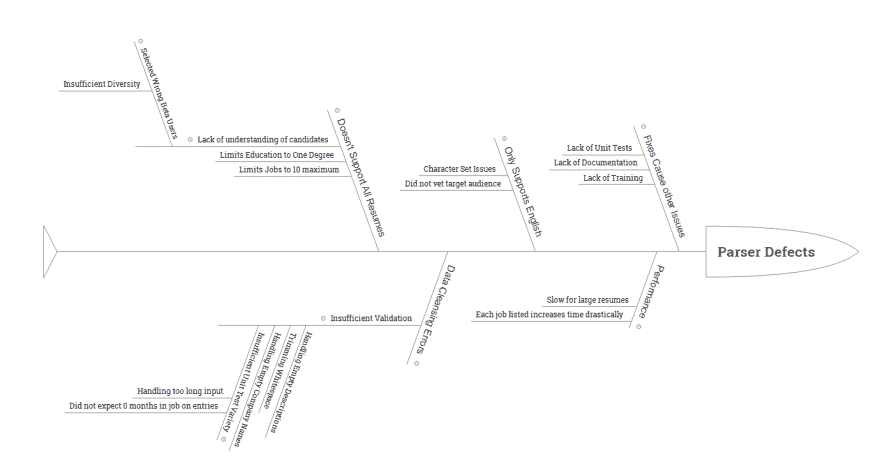 Selected Wrong Beta Users
Insufficient Diversity
Lack of understanding of candidates
Limits Education to One Degree
Limits Jobs to 10 maximum
Doesn't Support All Resumes
Character Set Issues
Did not vet target audience
Only Supports English
Lack of Unit Tests
Lack of Documentation
Lack of Training
Fixes Cause other Issues
Parser Defects
Performance
Slow for large resumes
Each job listed increases time drastically
Data Cleansing Errors
Insufficient Validation
Handling Empty Descriptions
Trimming Whitespace
Handling Empty Company Names
Insufficient Unit Test Variety
Handling too long input
Did not expect 0 months in job on entries